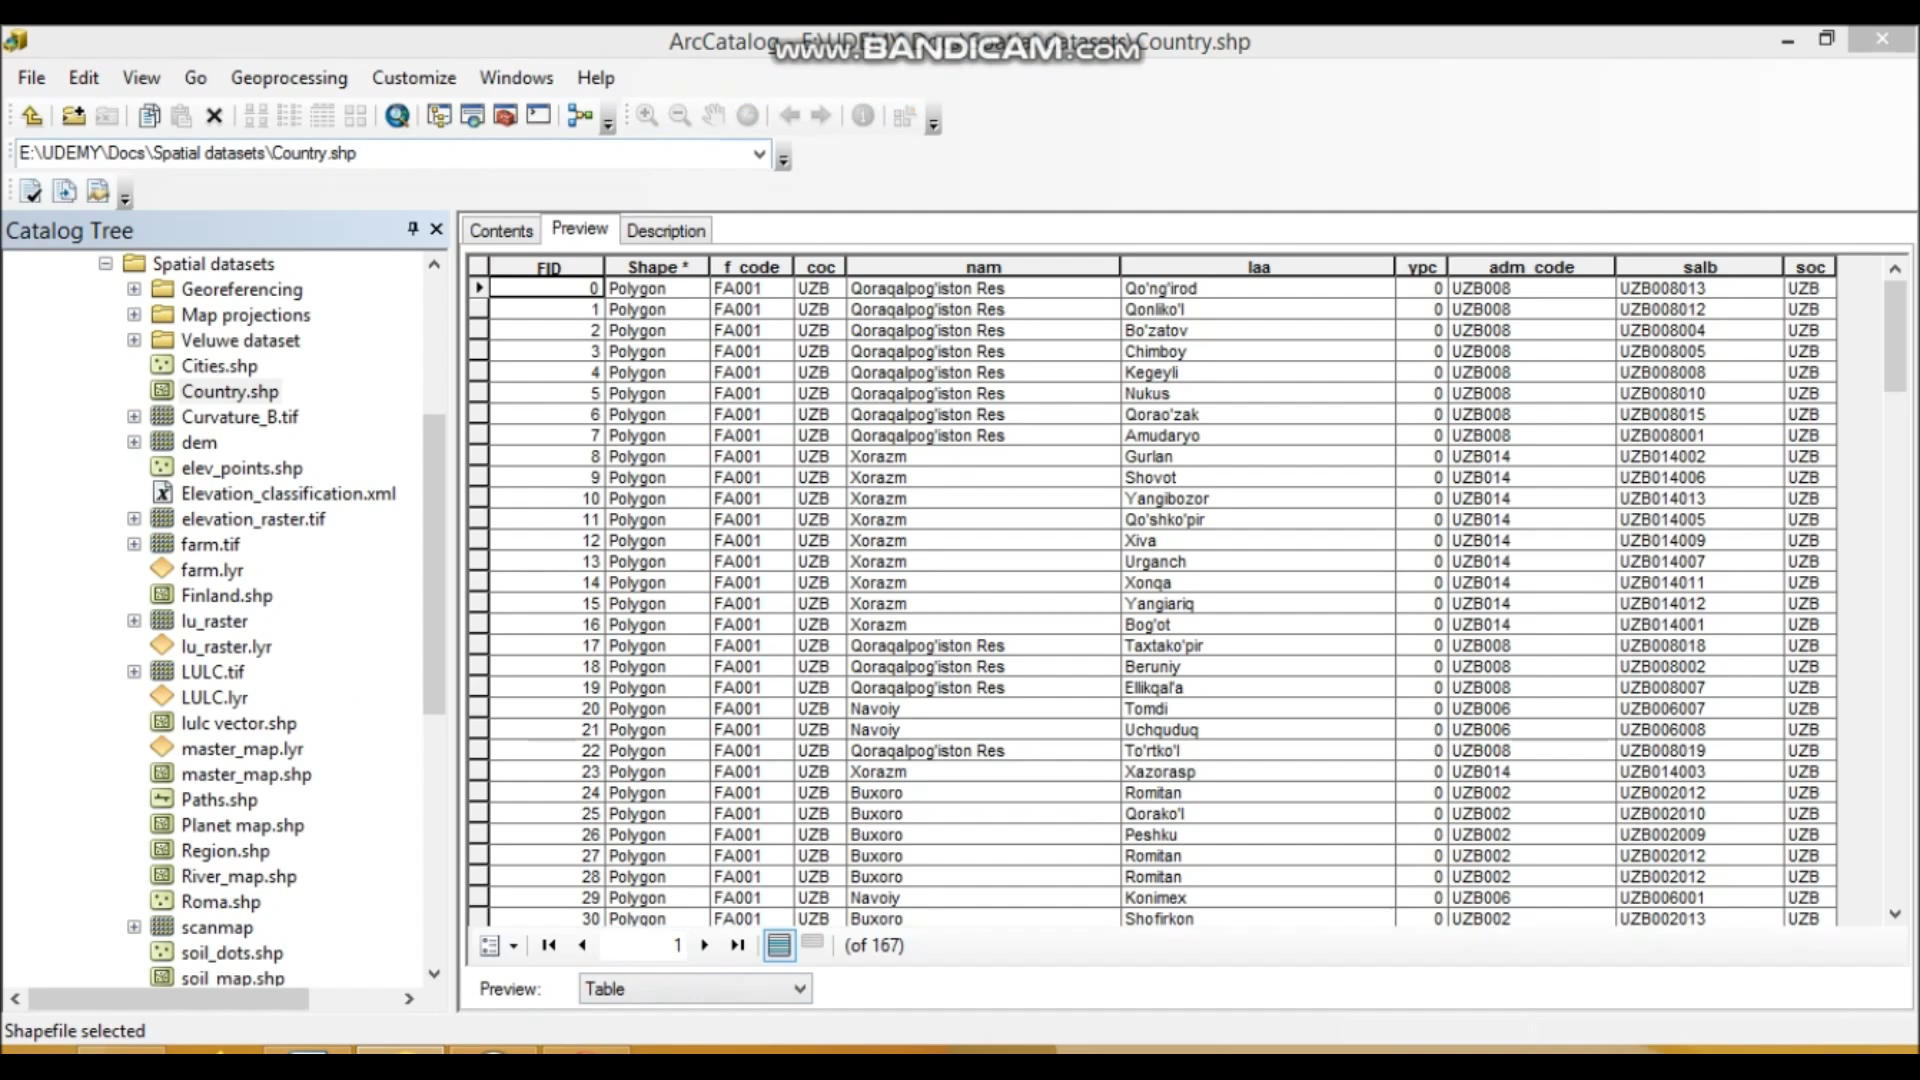 ArcCatalog - E:\UDEMY\Docs\Spatial datasets\Country.shp
www.BANDICAM.com
File Edit View Go Geoprocessing Customize Windows Help
E:\UDEMY\Docs\Spatial datasets\Country.shp
Catalog Tree
Spatial datasets
Georeferencing
Map projections
Veluwe dataset
Cities.shp
Country.shp
Curvature_B.tif
dem
elev_points.shp
Elevation_classification.xml
elevation_raster.tif
farm.tif
farm.lyr
Finland.shp
lu_raster
lu_raster.lyr
LULC.tif
LULC.lyr
lulc vector.shp
master_map.lyr
master_map.shp
Paths.shp
Planet map.shp
Region.shp
River_map.shp
Roma.shp
scanmap
soil_dots.shp
soil_map.shp
Contents Preview Description
FID Shape * f_code coc nam laa ypc adm_code salb soc
0 Polygon FA001 UZB Qoraqalpog'iston Res Qo'ng'irod 0 UZB008 UZB008013 UZB
1 Polygon FA001 UZB Qoraqalpog'iston Res Qonliko'l 0 UZB008 UZB008012 UZB
2 Polygon FA001 UZB Qoraqalpog'iston Res Bo'zatov 0 UZB008 UZB008004 UZB
3 Polygon FA001 UZB Qoraqalpog'iston Res Chimboy 0 UZB008 UZB008005 UZB
4 Polygon FA001 UZB Qoraqalpog'iston Res Kegeyli 0 UZB008 UZB008008 UZB
5 Polygon FA001 UZB Qoraqalpog'iston Res Nukus 0 UZB008 UZB008010 UZB
6 Polygon FA001 UZB Qoraqalpog'iston Res Qorao'zak 0 UZB008 UZB008015 UZB
7 Polygon FA001 UZB Qoraqalpog'iston Res Amudaryo 0 UZB008 UZB008001 UZB
8 Polygon FA001 UZB Xorazm Gurlan 0 UZB014 UZB014002 UZB
9 Polygon FA001 UZB Xorazm Shovot 0 UZB014 UZB014006 UZB
10 Polygon FA001 UZB Xorazm Yangibozor 0 UZB014 UZB014013 UZB
11 Polygon FA001 UZB Xorazm Qo'shko'pir 0 UZB014 UZB014005 UZB
12 Polygon FA001 UZB Xorazm Xiva 0 UZB014 UZB014009 UZB
13 Polygon FA001 UZB Xorazm Urganch 0 UZB014 UZB014007 UZB
14 Polygon FA001 UZB Xorazm Xonqa 0 UZB014 UZB014011 UZB
15 Polygon FA001 UZB Xorazm Yangiariq 0 UZB014 UZB014012 UZB
16 Polygon FA001 UZB Xorazm Bog'ot 0 UZB014 UZB014001 UZB
17 Polygon FA001 UZB Qoraqalpog'iston Res Taxtako'pir 0 UZB008 UZB008018 UZB
18 Polygon FA001 UZB Qoraqalpog'iston Res Beruniy 0 UZB008 UZB008002 UZB
19 Polygon FA001 UZB Qoraqalpog'iston Res Ellikqal'a 0 UZB008 UZB008007 UZB
20 Polygon FA001 UZB Navoiy Tomdi 0 UZB006 UZB006007 UZB
21 Polygon FA001 UZB Navoiy Uchquduq 0 UZB006 UZB006008 UZB
22 Polygon FA001 UZB Qoraqalpog'iston Res To'rtko'l 0 UZB008 UZB008019 UZB
23 Polygon FA001 UZB Xorazm Xazorasp 0 UZB014 UZB014003 UZB
24 Polygon FA001 UZB Buxoro Romitan 0 UZB002 UZB002012 UZB
25 Polygon FA001 UZB Buxoro Qorako'l 0 UZB002 UZB002010 UZB
26 Polygon FA001 UZB Buxoro Peshku 0 UZB002 UZB002009 UZB
27 Polygon FA001 UZB Buxoro Romitan 0 UZB002 UZB002012 UZB
28 Polygon FA001 UZB Buxoro Romitan 0 UZB002 UZB002012 UZB
29 Polygon FA001 UZB Navoiy Konimex 0 UZB006 UZB006001 UZB
30 Polygon FA001 UZB Buxoro Shofirkon 0 UZB002 UZB002013 UZB
1 (of 167)
Preview: Table
Shapefile selected